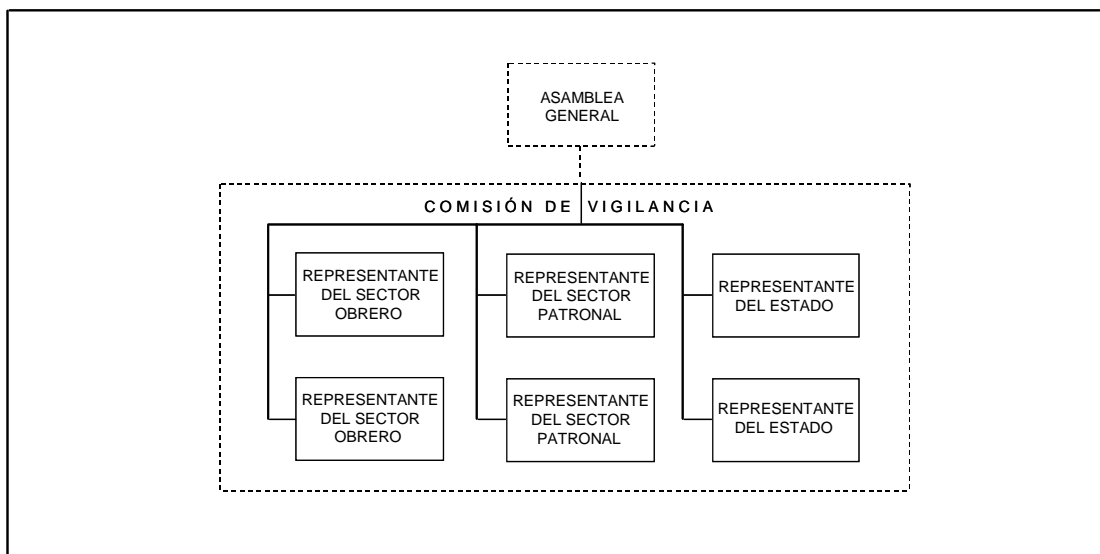 ASAMBLEA
GENERAL
COMISIÓN DE VIGILANCIA
REPRESENTANTE
DEL SECTOR
OBRERO
REPRESENTANTE
DEL SECTOR
PATRONAL
REPRESENTANTE
DEL ESTADO
REPRESENTANTE
DEL SECTOR
OBRERO
REPRESENTANTE
DEL SECTOR
PATRONAL
REPRESENTANTE
DEL ESTADO